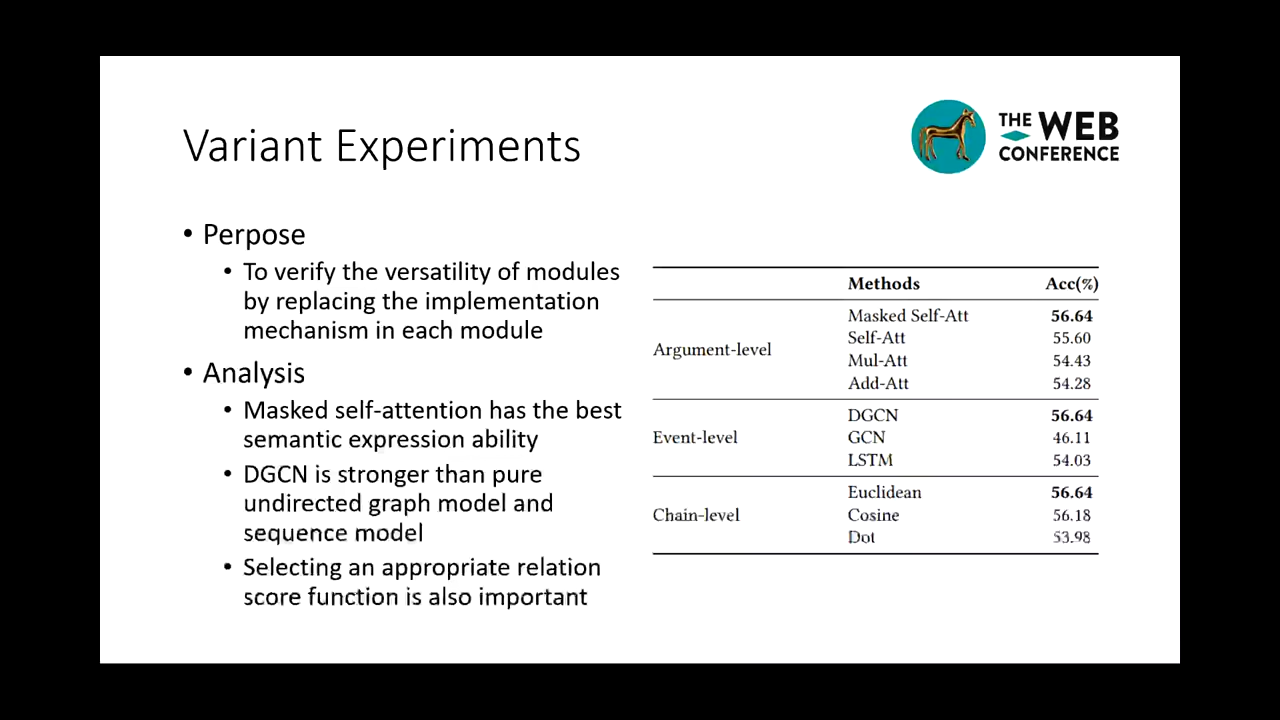 Variant Experiments
THE WEB
CONFERENCE
• Perpose
• To verify the versatility of modules
by replacing the implementation
mechanism in each module
• Analysis
• Masked self-attention has the best
semantic expression ability
• DGCN is stronger than pure
undirected graph model and
sequence model
• Selecting an appropriate relation
score function is also important
Methods Acc(%)
Argument-level
Masked Self-Att 56.64
Self-Att 55.60
Mul-Att 54.43
Add-Att 54.28
Event-level
DGCN 56.64
GCN 46.11
LSTM 54.03
Chain-level
Euclidean 56.64
Cosine 56.18
Dot 53.98